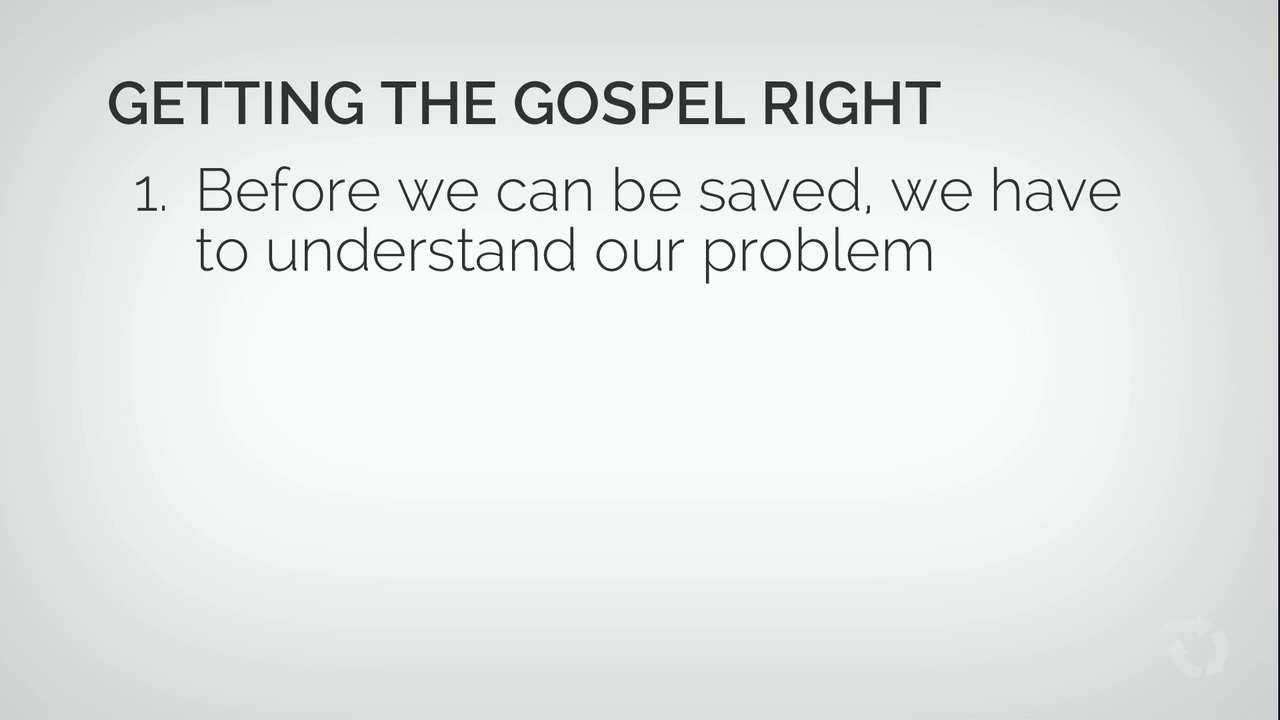 GETTING THE GOSPEL RIGHT
1. Before we can be saved, we have
to understand our problem